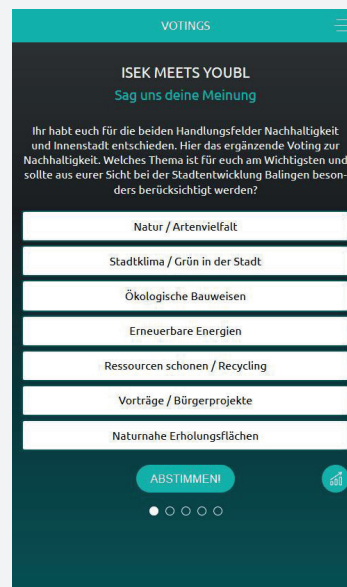 VOTINGS
ISEK MEETS YOUBL
Sag uns deine Meinung
Ihr habt euch für die beiden Handlungsfelder Nachhaltigkeit
und Innenstadt entschieden. Hier das ergänzende Voting zur
Nachhaltigkeit. Welches Thema ist für euch am Wichtigsten und
sollte aus eurer Sicht bei der Stadtentwicklung Balingen beson-
ders berücksichtigt werden?
Natur / Artenvielfalt
Stadtklima / Grün in der Stadt
Ökologische Bauweisen
Erneuerbare Energien
Ressourcen schonen / Recycling
Vorträge / Bürgerprojekte
Naturnahe Erholungsflächen
ABSTIMMEN!